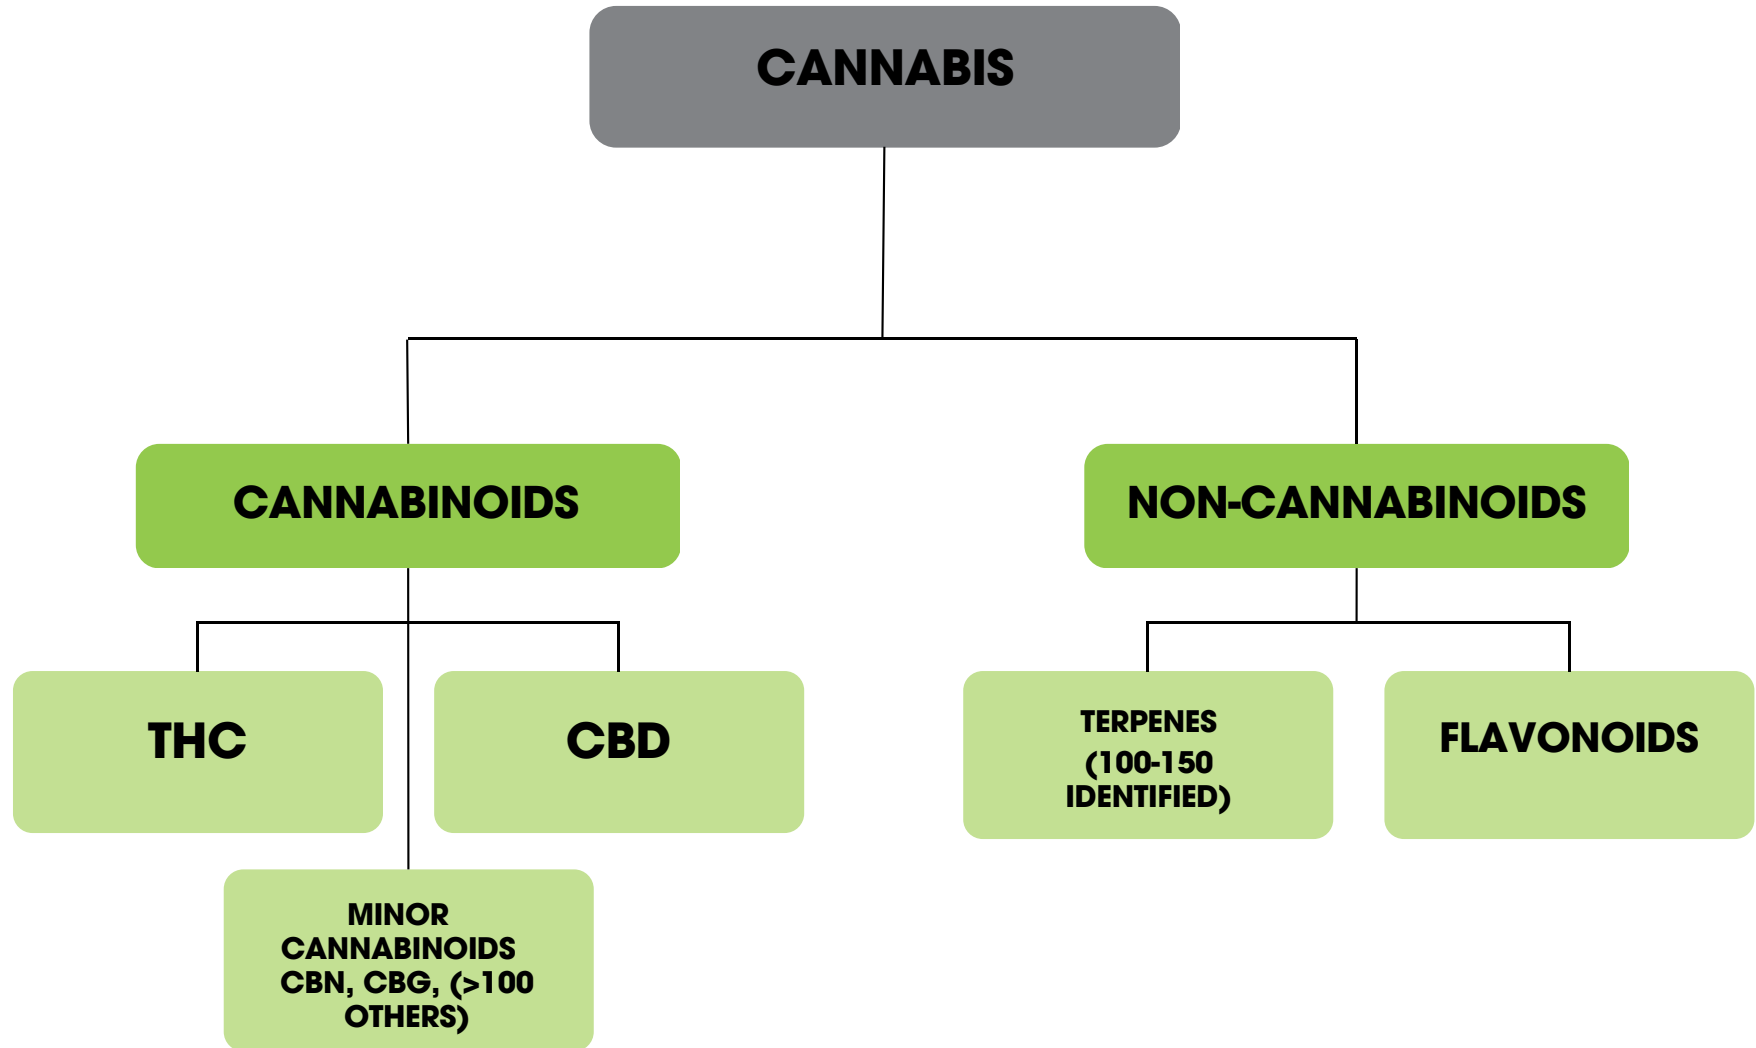 CANNABIS
CANNABINOIDS
NON-CANNABINOIDS
THC
CBD
TERPENES
(100-150
IDENTIFIED)
FLAVONOIDS
MINOR
CANNABINOIDS
CBN, CBG, (>100
OTHERS)